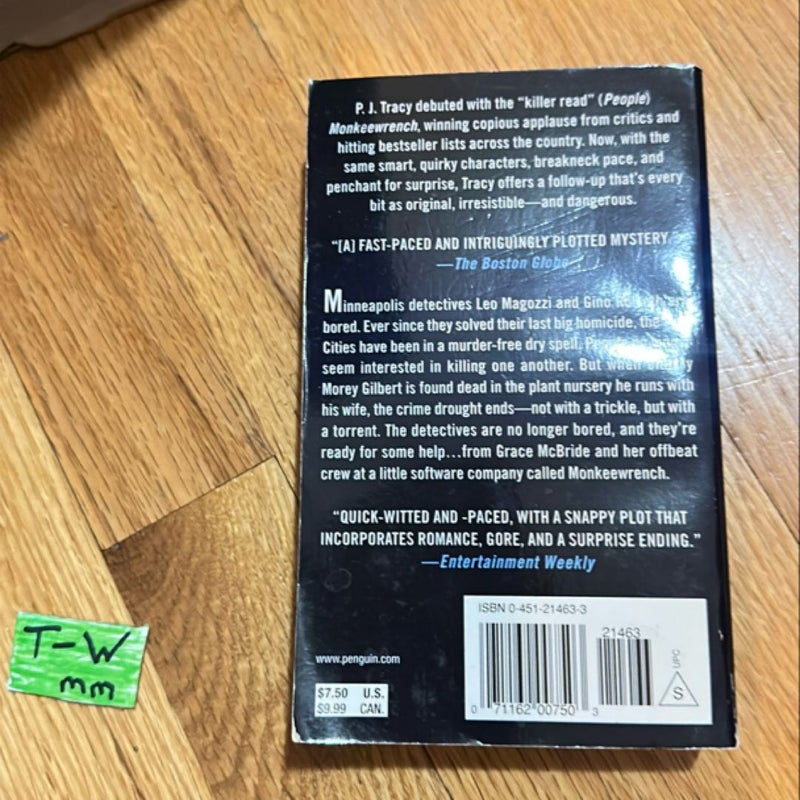 P. J. Tracy debuted with the "killer read" (People)
Monkeewrench, winning copious applause from critics and
hitting bestseller lists across the country. Now, with the
same smart, quirky characters, breakneck pace, and
penchant for surprise, Tracy offers a follow-up that's every
bit as original, irresistible—and dangerous.
"[A] FAST-PACED AND INTRIGUINGLY PLOTTED MYSTERY."
—The Boston Globe
Minneapolis detectives Leo Magozzi and Gino
bored. Ever since they solved their last big homicide, the
Cities have been in a murder-free dry spell.
seem interested in killing one another. But when
Morey Gilbert is found dead in the plant nursery he runs with
his wife, the crime drought ends—not with a trickle, but with
a torrent. The detectives are no longer bored, and they're
ready for some help...from Grace McBride and her offbeat
crew at a little software company called Monkeewrench.
"QUICK-WITTED AND -PACED, WITH A SNAPPY PLOT THAT
INCORPORATES ROMANCE, GORE, AND A SURPRISE ENDING."
—Entertainment Weekly
ISBN 0-451-21463-3
21463
UPC
S
0 71162 00750 3
www.penguin.com
$7.50 U.S.
$9.99 CAN.
T-W
mm